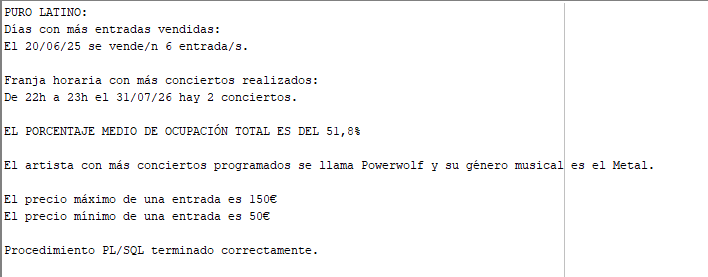 PURO LATINO:
Días con más entradas vendidas:
El 20/06/25 se vende/n 6 entrada/s.
Franja horaria con más conciertos realizados:
De 22h a 23h el 31/07/26 hay 2 conciertos.
EL PORCENTAJE MEDIO DE OCUPACIÓN TOTAL ES DEL 51,8%
El artista con más conciertos programados se llama Powerwolf y su género musical es el Metal.
El precio máximo de una entrada es 150€
El precio mínimo de una entrada es 50€
Procedimiento PL/SQL terminado correctamente.